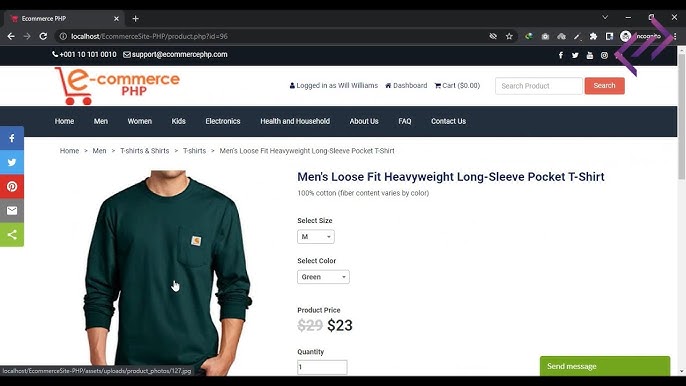 Ecommerce PHP
localhost/EcommerceSite-PHP/product.php?id=96
Incognito
+001 10 101 0010 support@ecommercephp.com
e-commerce
PHP
Logged in as Will Williams Dashboard Cart ($0.00) Search Product Search
Home Men Women Kids Electronics Health and Household About Us FAQ Contact Us
Home > Men > T-shirts & Shirts > T-shirts > Men's Loose Fit Heavyweight Long-Sleeve Pocket T-Shirt
Men's Loose Fit Heavyweight Long-Sleeve Pocket T-Shirt
100% cotton (fiber content varies by color)
Select Size
M
Select Color
Green
Product Price
$29 $23
Quantity
1
Send message
localhost/EcommerceSite-PHP/assets/uploads/product_photos/127.jpg